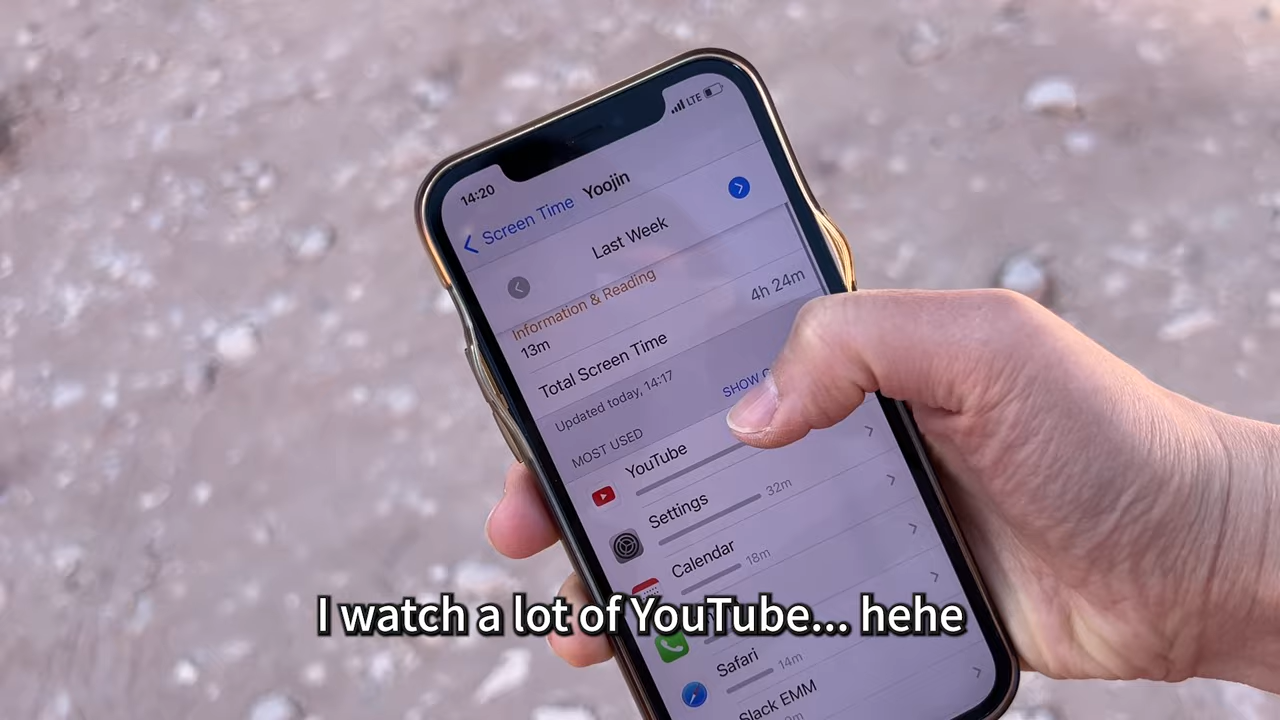 14:20
LTE
Screen Time Yoojin
Last Week
Information & Reading
13m
Total Screen Time 4h 24m
Updated today, 14:17
SHOW
MOST USED
YouTube
Settings
32m
Calendar
18m
I watch a lot of YouTube... hehe
Safari
14m
Slack EMM